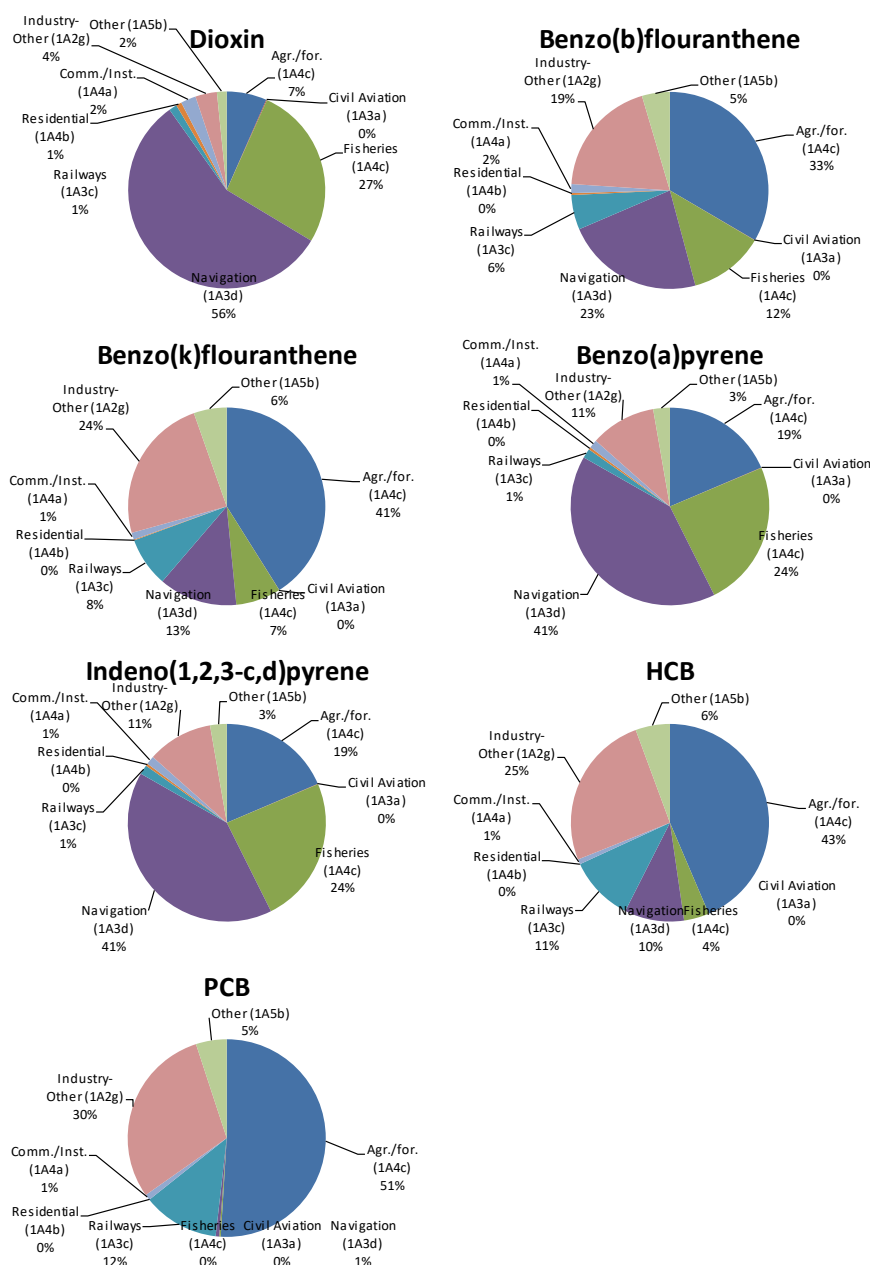 Dioxin
Industry-
Other (1A2g)
4%
Other (1A5b)
2%
Agr./for.
(1A4c)
7%
Civil Aviation
(1A3a)
0%
Fisheries
(1A4c)
27%
Navigation
(1A3d)
56%
Railways
(1A3c)
1%
Residential
(1A4b)
1%
Comm./Inst.
(1A4a)
2%
Benzo(b)flouranthene
Industry-
Other (1A2g)
19%
Other (1A5b)
5%
Agr./for.
(1A4c)
33%
Civil Aviation
(1A3a)
0%
Fisheries
(1A4c)
12%
Navigation
(1A3d)
23%
Railways
(1A3c)
6%
Residential
(1A4b)
0%
Comm./Inst.
(1A4a)
2%
Benzo(k)flouranthene
Industry-
Other (1A2g)
24%
Other (1A5b)
6%
Agr./for.
(1A4c)
41%
Civil Aviation
(1A3a)
0%
Fisheries
(1A4c)
7%
Navigation
(1A3d)
13%
Railways
(1A3c)
8%
Residential
(1A4b)
0%
Comm./Inst.
(1A4a)
1%
Benzo(a)pyrene
Comm./Inst.
(1A4a)
1%
Industry-
Other (1A2g)
11%
Other (1A5b)
3%
Agr./for.
(1A4c)
19%
Civil Aviation
(1A3a)
0%
Fisheries
(1A4c)
24%
Navigation
(1A3d)
41%
Railways
(1A3c)
1%
Residential
(1A4b)
0%
Indeno(1,2,3-c,d)pyrene
Comm./Inst.
(1A4a)
1%
Industry-
Other (1A2g)
11%
Other (1A5b)
3%
Agr./for.
(1A4c)
19%
Civil Aviation
(1A3a)
0%
Fisheries
(1A4c)
24%
Navigation
(1A3d)
41%
Railways
(1A3c)
1%
Residential
(1A4b)
0%
HCB
Industry-
Other (1A2g)
25%
Other (1A5b)
6%
Agr./for.
(1A4c)
43%
Civil Aviation
(1A3a)
0%
Fisheries
(1A4c)
4%
Navigation
(1A3d)
10%
Railways
(1A3c)
11%
Residential
(1A4b)
0%
Comm./Inst.
(1A4a)
1%
PCB
Industry-
Other (1A2g)
30%
Other (1A5b)
5%
Agr./for.
(1A4c)
51%
Navigation
(1A3d)
1%
Civil Aviation
(1A3a)
0%
Fisheries
(1A4c)
0%
Railways
(1A3c)
12%
Residential
(1A4b)
0%
Comm./Inst.
(1A4a)
1%